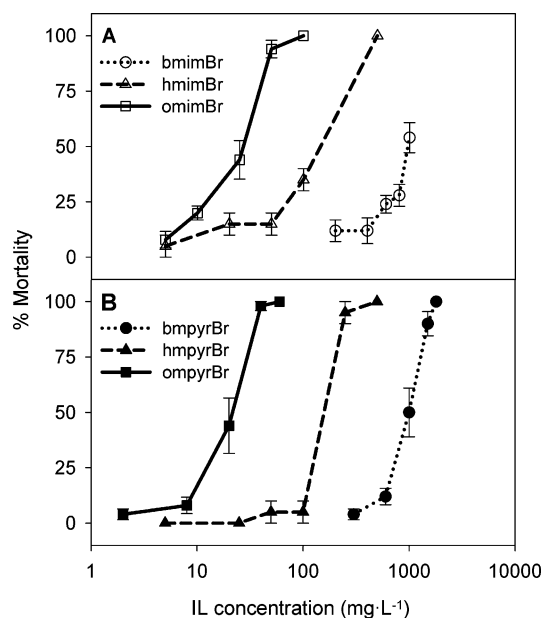 A
bmimBr
hmimBr
omimBr
100
75
50
25
0
B
bmpyrBr
hmpyrBr
ompyrBr
100
75
50
25
0
% Mortality
1 10 100 1000 10000
IL concentration (mg·L⁻¹)